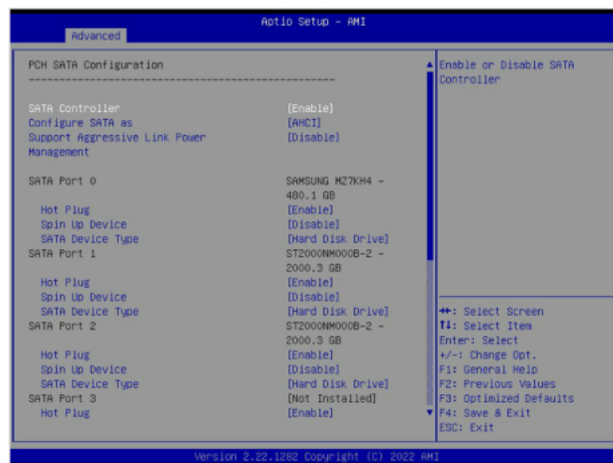 Aptio Setup - AMI
Advanced
PCH SATA Configuration
------------------------------------------------
SATA Controller [Enable]
Configure SATA as [AHCI]
Support Aggressive Link Power [Disable]
Management
SATA Port 0 SAMSUNG MZ7KH4 -
480.1 GB
Hot Plug [Enable]
Spin Up Device [Disable]
SATA Device Type [Hard Disk Drive]
SATA Port 1 ST2000NM000B-2 -
2000.3 GB
Hot Plug [Enable]
Spin Up Device [Disable]
SATA Device Type [Hard Disk Drive]
SATA Port 2 ST2000NM000B-2 -
2000.3 GB
Hot Plug [Enable]
Spin Up Device [Disable]
SATA Device Type [Hard Disk Drive]
SATA Port 3 [Not Installed]
Hot Plug [Enable]
Enable or Disable SATA
Controller
→←: Select Screen
↑↓: Select Item
Enter: Select
+/-: Change Opt.
F1: General Help
F2: Previous Values
F3: Optimized Defaults
F4: Save & Exit
ESC: Exit
Version 2.22.1282 Copyright (C) 2022 AMI